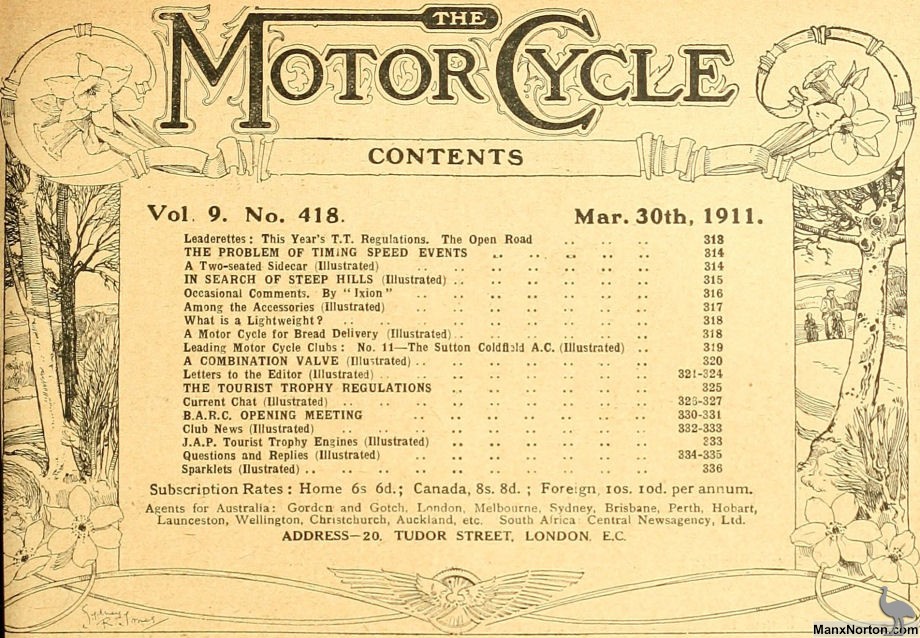 THE
MOTOR CYCLE
CONTENTS
Vol. 9. No. 418. Mar. 30th, 1911.
Leaderettes: This Year's T.T. Regulations. The Open Road .. .. .. .. 313
THE PROBLEM OF TIMING SPEED EVENTS .. .. .. .. .. 314
A Two-seated Sidecar (Illustrated) .. .. .. .. .. .. .. 314
IN SEARCH OF STEEP HILLS (Illustrated) .. .. .. .. .. .. 315
Occasional Comments. By "Ixion" .. .. .. .. .. .. .. 316
Among the Accessories (Illustrated) .. .. .. .. .. .. .. 317
What is a Lightweight? .. .. .. .. .. .. .. .. 318
A Motor Cycle for Bread Delivery (Illustrated) .. .. .. .. .. .. 318
Leading Motor Cycle Clubs: No. 11—The Sutton Coldfield A.C. (Illustrated) .. 319
A COMBINATION VALVE (Illustrated) .. .. .. .. .. .. .. 320
Letters to the Editor (Illustrated) .. .. .. .. .. .. .. 321-324
THE TOURIST TROPHY REGULATIONS .. .. .. .. .. .. 325
Current Chat (Illustrated) .. .. .. .. .. .. .. .. 326-327
B.A.R.C. OPENING MEETING .. .. .. .. .. .. .. 330-331
Club News (Illustrated) .. .. .. .. .. .. .. .. 332-333
J.A.P. Tourist Trophy Engines (Illustrated) .. .. .. .. .. .. 333
Questions and Replies (Illustrated) .. .. .. .. .. .. .. 334-335
Sparklets (Ilustrated) .. .. .. .. .. .. .. .. 336
Subscription Rates: Home 6s 6d.; Canada, 8s. 8d.; Foreign, 10s. 10d. per annum.
Agents for Australia: Gorden and Gotch, London, Melbourne, Sydney, Brisbane, Perth, Hobart,
Launceston, Wellington, Christchurch, Auckland, etc. South Africa: Central Newsagency, Ltd.
ADDRESS—20, TUDOR STREET, LONDON, E.C.
Sydney
R. Jones
ManxNorton.com